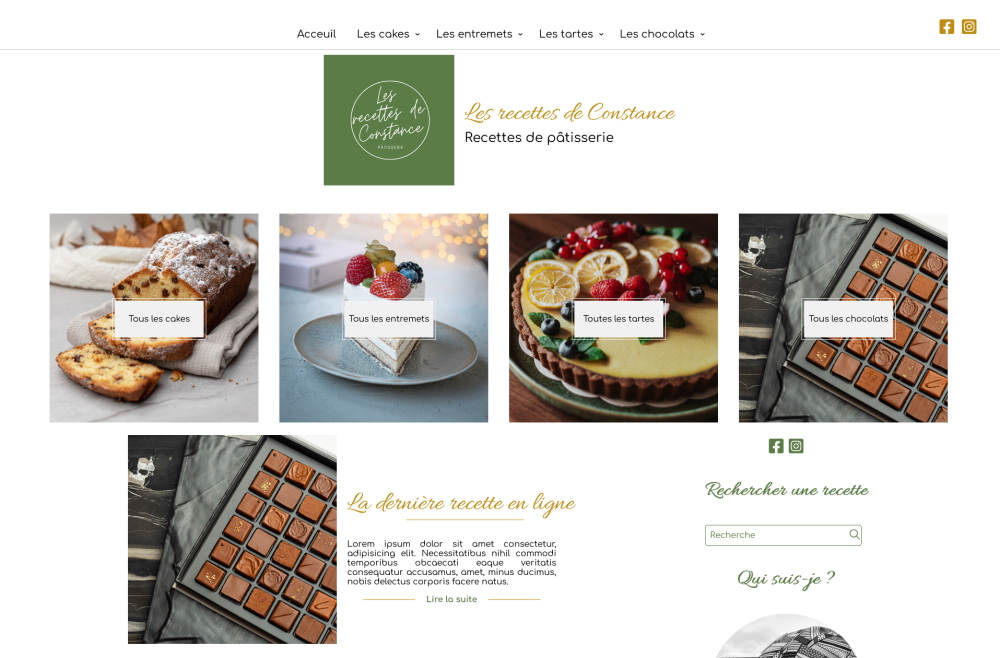 Acceuil Les cakes Les entremets Les tartes Les chocolats
Les
recettes de
Constance
PÂTISSERIE
Les recettes de Constance
Recettes de pâtisserie
Tous les cakes
Tous les entremets
Toutes les tartes
Tous les chocolats
La dernière recette en ligne
Lorem ipsum dolor sit amet consectetur,
adipisicing elit. Necessitatibus nihil commodi
temporibus obcaecati eaque veritatis
consequatur accusamus, amet, minus ducimus,
nobis delectus corporis facere natus.
Lire la suite
Rechercher une recette
Recherche
Qui suis-je ?